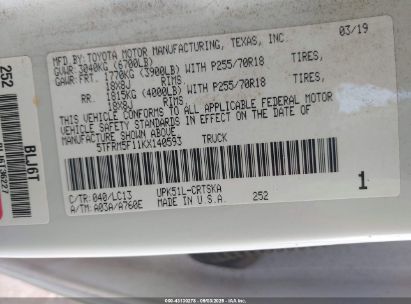 MFD BY: TOYOTA MOTOR MANUFACTURING, TEXAS, INC. 03/19
GVWR: 3040KG (6700LB)
GAWR: FRT. 1770KG (3900LB) WITH P255/70R18 TIRES,
18X8J RIMS
RR. 1815KG (4000LB) WITH P255/70R18 TIRES,
18X8J RIMS
THIS VEHICLE CONFORMS TO ALL APPLICABLE FEDERAL MOTOR
VEHICLE SAFETY STANDARDS IN EFFECT ON THE DATE OF
MANUFACTURE SHOWN ABOVE
5TFRM5F11KX140593 TRUCK
C/TR: 040/LC13 UPK51L-CRTSKA
A/TM: A03A/A760E MADE IN U.S.A. 252 1
252
BLJ16T